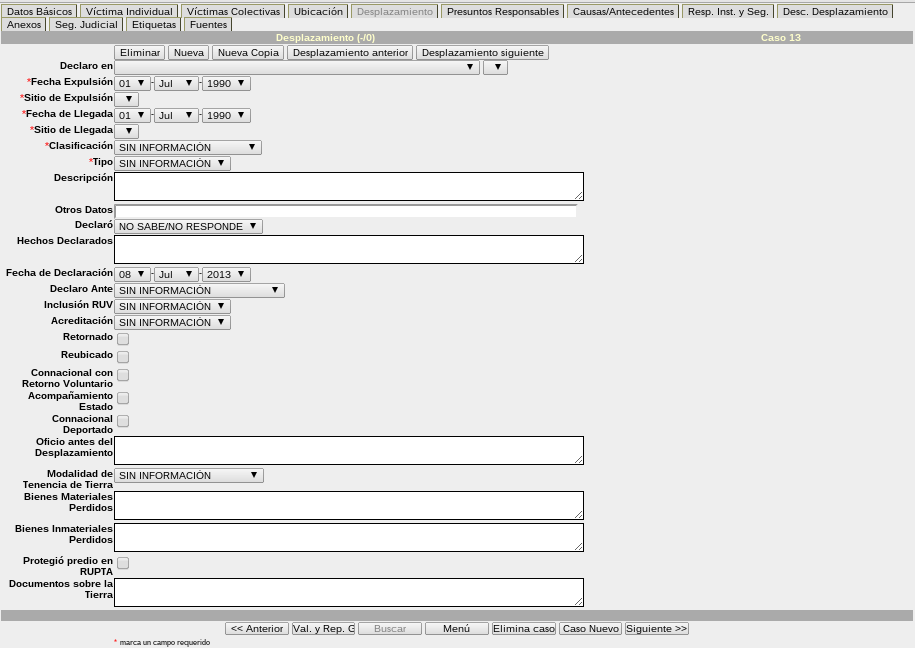 Datos Básicos Víctima Individual Víctimas Colectivas Ubicación Desplazamiento Presuntos Responsables Causas/Antecedentes Resp. Inst. y Seg. Desc. Desplazamiento
Anexos Seg. Judicial Etiquetas Fuentes
Desplazamiento (-/0) Caso 13
Eliminar Nueva Nueva Copia Desplazamiento anterior Desplazamiento siguiente
Declaro en
*Fecha Expulsión 01 - Jul - 1990
*Sitio de Expulsión
*Fecha de Llegada 01 - Jul - 1990
*Sitio de Llegada
*Clasificación SIN INFORMACIÓN
*Tipo SIN INFORMACIÓN
Descripción
Otros Datos
Declaró NO SABE/NO RESPONDE
Hechos Declarados
Fecha de Declaración 08 - Jul - 2013
Declaro Ante SIN INFORMACIÓN
Inclusión RUV SIN INFORMACIÓN
Acreditación SIN INFORMACIÓN
Retornado
Reubicado
Connacional con
Retorno Voluntario
Acompañamiento
Estado
Connacional
Deportado
Oficio antes del
Desplazamiento
Modalidad de
Tenencia de Tierra SIN INFORMACIÓN
Bienes Materiales
Perdidos
Bienes Inmateriales
Perdidos
Protegió predio en
RUPTA
Documentos sobre la
Tierra
<< Anterior Val. y Rep. G Buscar Menú Elimina caso Caso Nuevo Siguiente >>
* marca un campo requerido